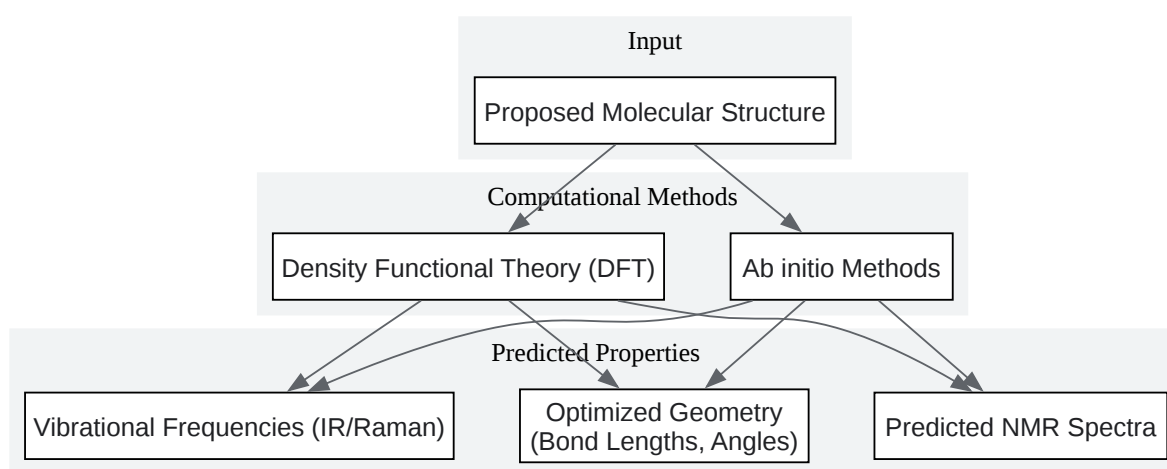 Input
Proposed Molecular Structure
Computational Methods
Density Functional Theory (DFT)
Ab initio Methods
Predicted Properties
Vibrational Frequencies (IR/Raman)
Optimized Geometry
(Bond Lengths, Angles)
Predicted NMR Spectra